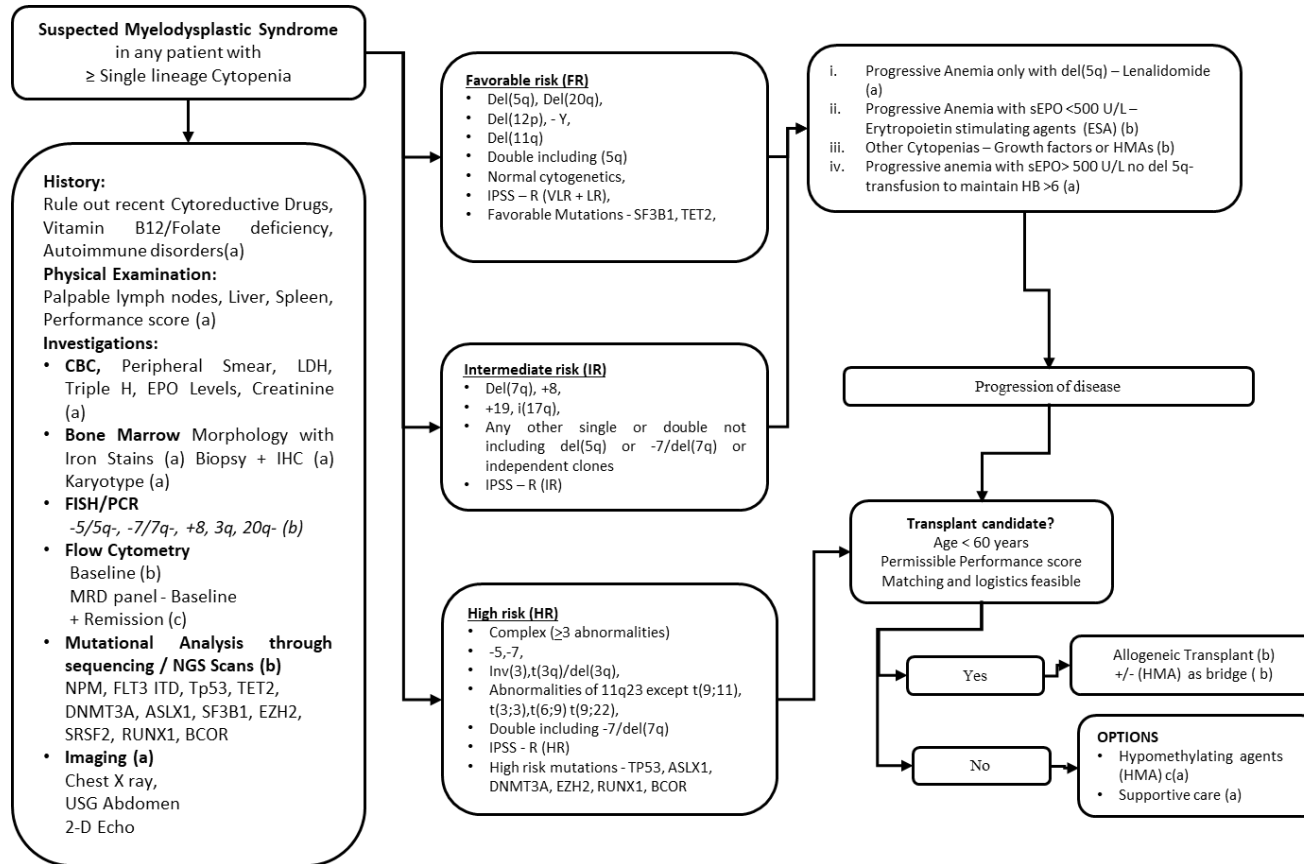 Suspected Myelodysplastic Syndrome
in any patient with
≥ Single lineage Cytopenia
History:
Rule out recent Cytoreductive Drugs,
Vitamin B12/Folate deficiency,
Autoimmune disorders(a)
Physical Examination:
Palpable lymph nodes, Liver, Spleen,
Performance score (a)
Investigations:
• CBC, Peripheral Smear, LDH,
Triple H, EPO Levels, Creatinine
(a)
• Bone Marrow Morphology with
Iron Stains (a) Biopsy + IHC (a)
Karyotype (a)
• FISH/PCR
-5/5q-, -7/7q-, +8, 3q, 20q- (b)
• Flow Cytometry
Baseline (b)
MRD panel - Baseline
+ Remission (c)
• Mutational Analysis through
sequencing / NGS Scans (b)
NPM, FLT3 ITD, Tp53, TET2,
DNMT3A, ASLX1, SF3B1, EZH2,
SRSF2, RUNX1, BCOR
• Imaging (a)
Chest X ray,
USG Abdomen
2-D Echo
Favorable risk (FR)
• Del(5q), Del(20q),
• Del(12p), - Y,
• Del(11q)
• Double including (5q)
• Normal cytogenetics,
• IPSS – R (VLR + LR),
• Favorable Mutations - SF3B1, TET2,
Intermediate risk (IR)
• Del(7q), +8,
• +19, i(17q),
• Any other single or double not
including del(5q) or -7/del(7q) or
independent clones
• IPSS – R (IR)
High risk (HR)
• Complex (≥3 abnormalities)
• -5,-7,
• Inv(3),t(3q)/del(3q),
• Abnormalities of 11q23 except t(9;11),
t(3;3),t(6;9) t(9;22),
• Double including -7/del(7q)
• IPSS - R (HR)
• High risk mutations - TP53, ASLX1,
DNMT3A, EZH2, RUNX1, BCOR
i. Progressive Anemia only with del(5q) – Lenalidomide
(a)
ii. Progressive Anemia with sEPO <500 U/L –
Erytropoietin stimulating agents (ESA) (b)
iii. Other Cytopenias – Growth factors or HMAs (b)
iv. Progressive anemia with sEPO> 500 U/L no del 5q-
transfusion to maintain HB >6 (a)
Progression of disease
Transplant candidate?
Age < 60 years
Permissible Performance score
Matching and logistics feasible
Yes
Allogeneic Transplant (b)
+/- (HMA) as bridge ( b)
No
OPTIONS
• Hypomethylating agents
(HMA) c(a)
• Supportive care (a)